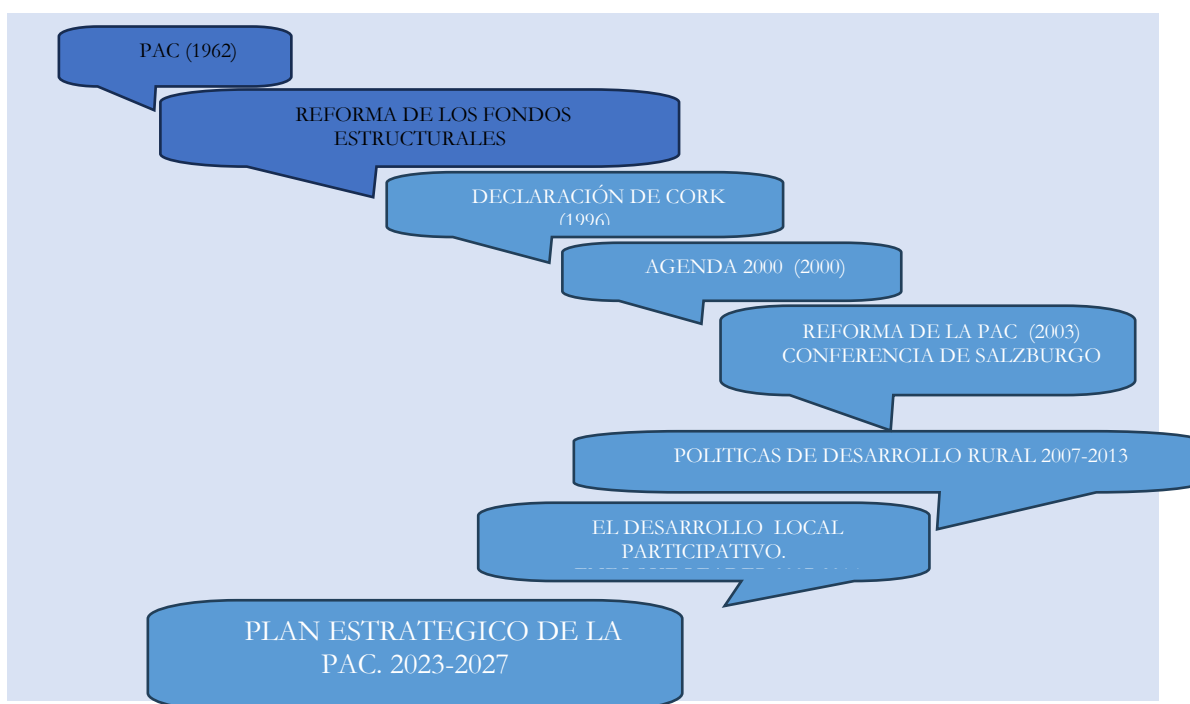 PAC (1962)
REFORMA DE LOS FONDOS
ESTRUCTURALES
DECLARACIÓN DE CORK
(1996)
AGENDA 2000  (2000)
REFORMA DE LA PAC  (2003)
CONFERENCIA DE SALZBURGO
POLITICAS DE DESARROLLO RURAL 2007-2013
EL DESARROLLO  LOCAL
PARTICIPATIVO.
PLAN ESTRATEGICO DE LA
PAC. 2023-2027